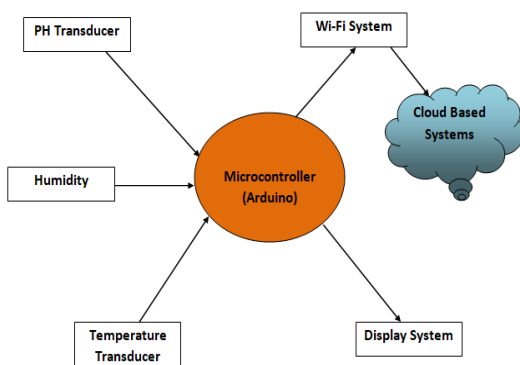 PH Transducer
Wi-Fi System
Cloud Based
Systems
Humidity
Microcontroller
(Arduino)
Temperature
Transducer
Display System